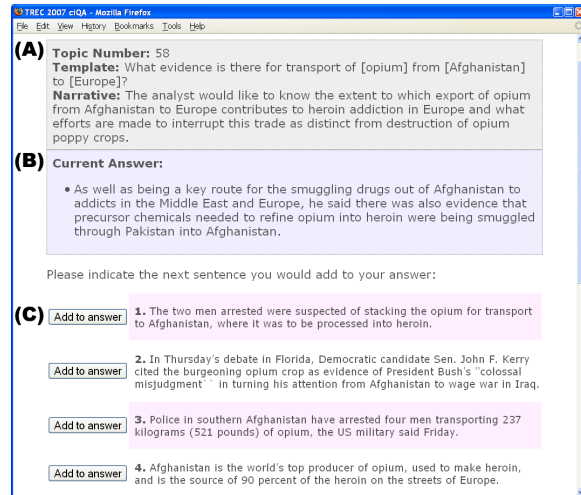 TREC 2007 ciQA - Mozilla Firefox
File Edit View History Bookmarks Tools Help
(A)
Topic Number: 58
Template: What evidence is there for transport of [opium] from [Afghanistan]
to [Europe]?
Narrative: The analyst would like to know the extent to which export of opium
from Afghanistan to Europe contributes to heroin addiction in Europe and what
efforts are made to interrupt this trade as distinct from destruction of opium
poppy crops.
(B)
Current Answer:
• As well as being a key route for the smuggling drugs out of Afghanistan to
addicts in the Middle East and Europe, he said there was also evidence that
precursor chemicals needed to refine opium into heroin were being smuggled
through Pakistan into Afghanistan.
Please indicate the next sentence you would add to your answer:
(C)
Add to answer
1. The two men arrested were suspected of stacking the opium for transport
to Afghanistan, where it was to be processed into heroin.
Add to answer
2. In Thursday's debate in Florida, Democratic candidate Sen. John F. Kerry
cited the burgeoning opium crop as evidence of President Bush's "colossal
misjudgment`` in turning his attention from Afghanistan to wage war in Iraq.
Add to answer
3. Police in southern Afghanistan have arrested four men transporting 237
kilograms (521 pounds) of opium, the US military said Friday.
Add to answer
4. Afghanistan is the world's top producer of opium, used to make heroin,
and is the source of 90 percent of the heroin on the streets of Europe.